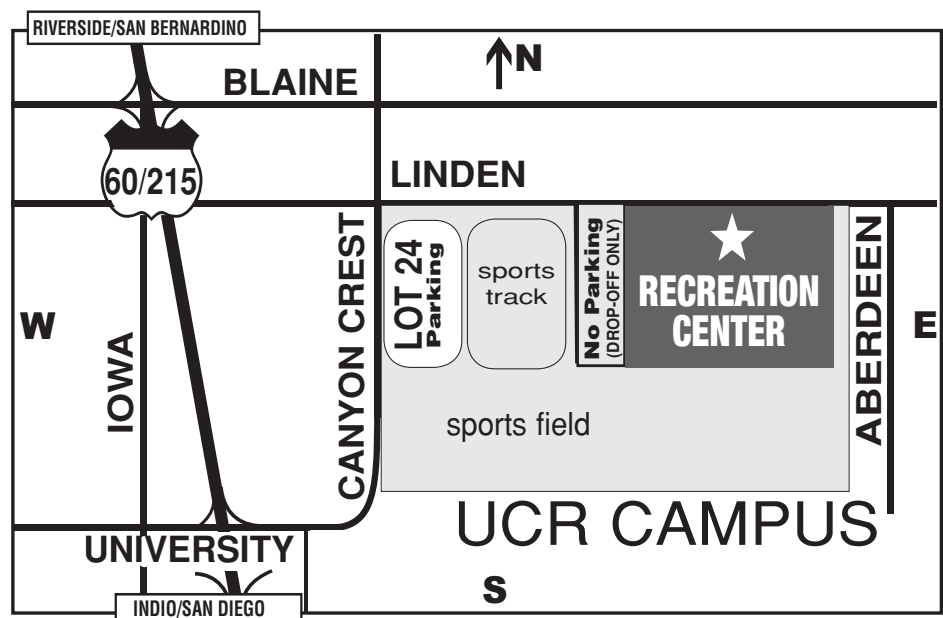 RIVERSIDE/SAN BERNARDINO
N
BLAINE
60/215
LINDEN
W
IOWA
CANYON CREST
LOT 24
Parking
sports
track
No Parking
(DROP-OFF ONLY)
RECREATION
CENTER
ABERDEEN
E
sports field
UCR CAMPUS
UNIVERSITY
S
INDIO/SAN DIEGO